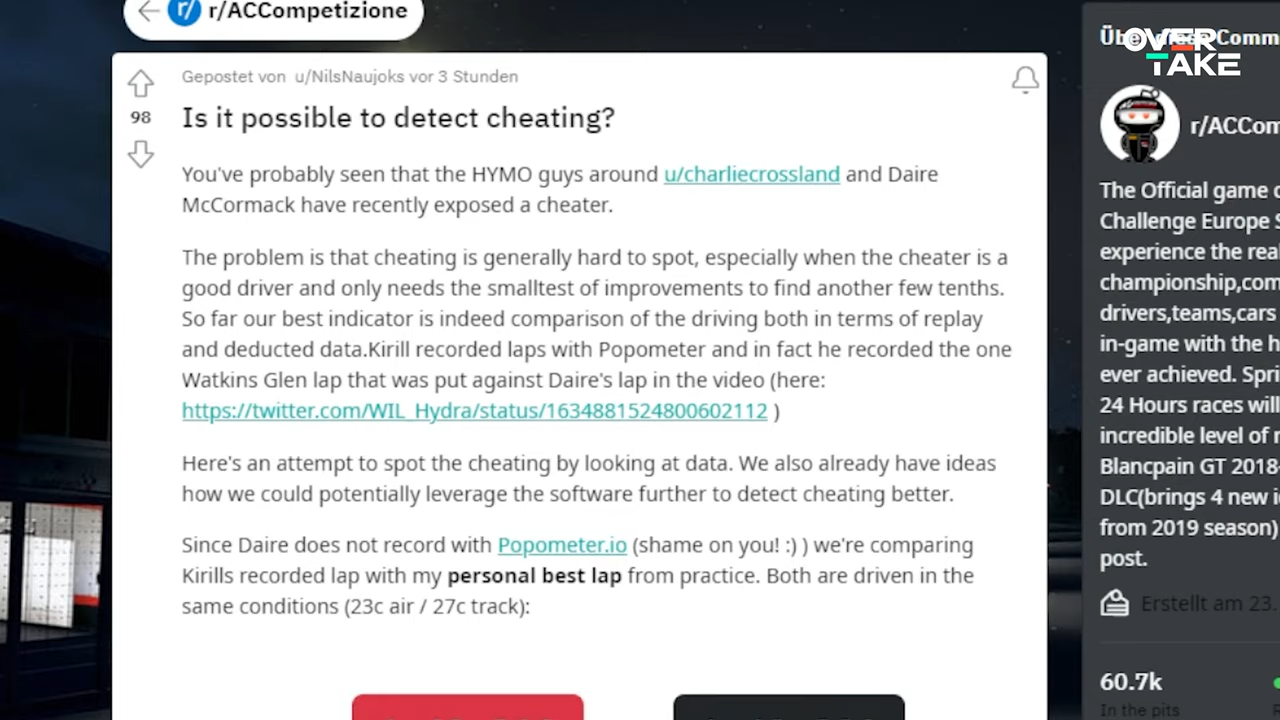 r/ r/ACCompetizione
Gepostet von u/NilsNaujoks vor 3 Stunden
98
Is it possible to detect cheating?
You've probably seen that the HYMO guys around u/charliecrossland and Daire
McCormack have recently exposed a cheater.
The problem is that cheating is generally hard to spot, especially when the cheater is a
good driver and only needs the smalltest of improvements to find another few tenths.
So far our best indicator is indeed comparison of the driving both in terms of replay
and deducted data.Kirill recorded laps with Popometer and in fact he recorded the one
Watkins Glen lap that was put against Daire's lap in the video (here:
https://twitter.com/WIL_Hydra/status/1634881524800602112 )
Here's an attempt to spot the cheating by looking at data. We also already have ideas
how we could potentially leverage the software further to detect cheating better.
Since Daire does not record with Popometer.io (shame on you! :) ) we're comparing
Kirills recorded lap with my personal best lap from practice. Both are driven in the
same conditions (23c air / 27c track):
OVER
TAKE
r/ACCom
The Official game o
Challenge Europe S
experience the rea
championship,com
drivers,teams,cars
in-game with the h
ever achieved. Spri
24 Hours races will
incredible level of r
Blancpain GT 2018-
DLC(brings 4 new i
from 2019 season)
post.
Erstellt am 23.
60.7k
In the pits